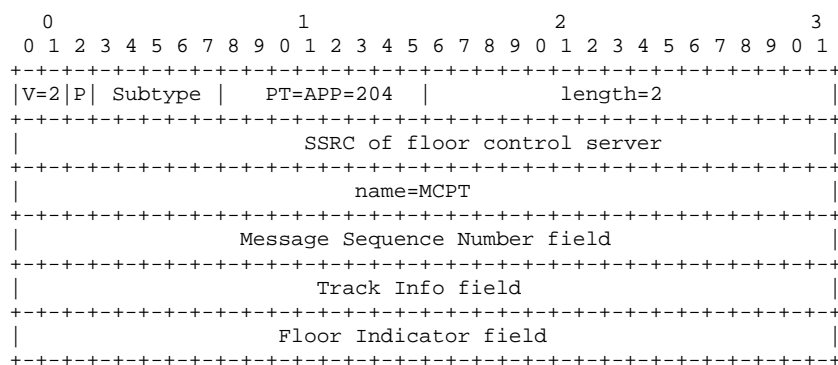 0                   1                   2                   3
0 1 2 3 4 5 6 7 8 9 0 1 2 3 4 5 6 7 8 9 0 1 2 3 4 5 6 7 8 9 0 1
+-+-+-+-+-+-+-+-+-+-+-+-+-+-+-+-+-+-+-+-+-+-+-+-+-+-+-+-+-+-+-+-+
|V=2|P| Subtype |   PT=APP=204  |          length=2             |
+-+-+-+-+-+-+-+-+-+-+-+-+-+-+-+-+-+-+-+-+-+-+-+-+-+-+-+-+-+-+-+-+
|                      SSRC of floor control server             |
+-+-+-+-+-+-+-+-+-+-+-+-+-+-+-+-+-+-+-+-+-+-+-+-+-+-+-+-+-+-+-+-+
|                          name=MCPT                            |
+-+-+-+-+-+-+-+-+-+-+-+-+-+-+-+-+-+-+-+-+-+-+-+-+-+-+-+-+-+-+-+-+
|                 Message Sequence Number field                 |
+-+-+-+-+-+-+-+-+-+-+-+-+-+-+-+-+-+-+-+-+-+-+-+-+-+-+-+-+-+-+-+-+
|                       Track Info field                        |
+-+-+-+-+-+-+-+-+-+-+-+-+-+-+-+-+-+-+-+-+-+-+-+-+-+-+-+-+-+-+-+-+
|                    Floor Indicator field                      |
+-+-+-+-+-+-+-+-+-+-+-+-+-+-+-+-+-+-+-+-+-+-+-+-+-+-+-+-+-+-+-+-+